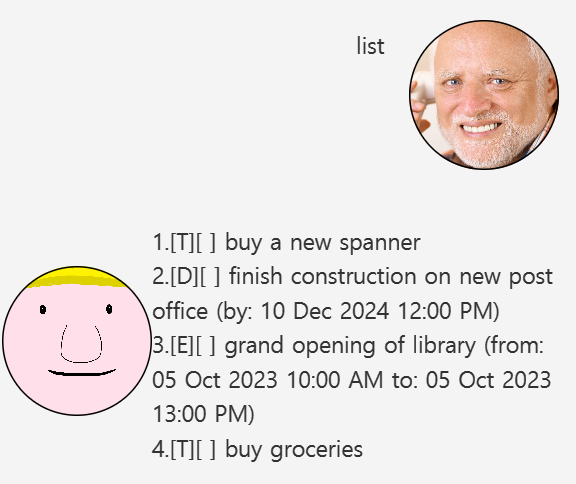 list
1.[T][ ] buy a new spanner
2.[D][ ] finish construction on new post
office (by: 10 Dec 2024 12:00 PM)
3.[E][ ] grand opening of library (from:
05 Oct 2023 10:00 AM to: 05 Oct 2023
13:00 PM)
4.[T][ ] buy groceries